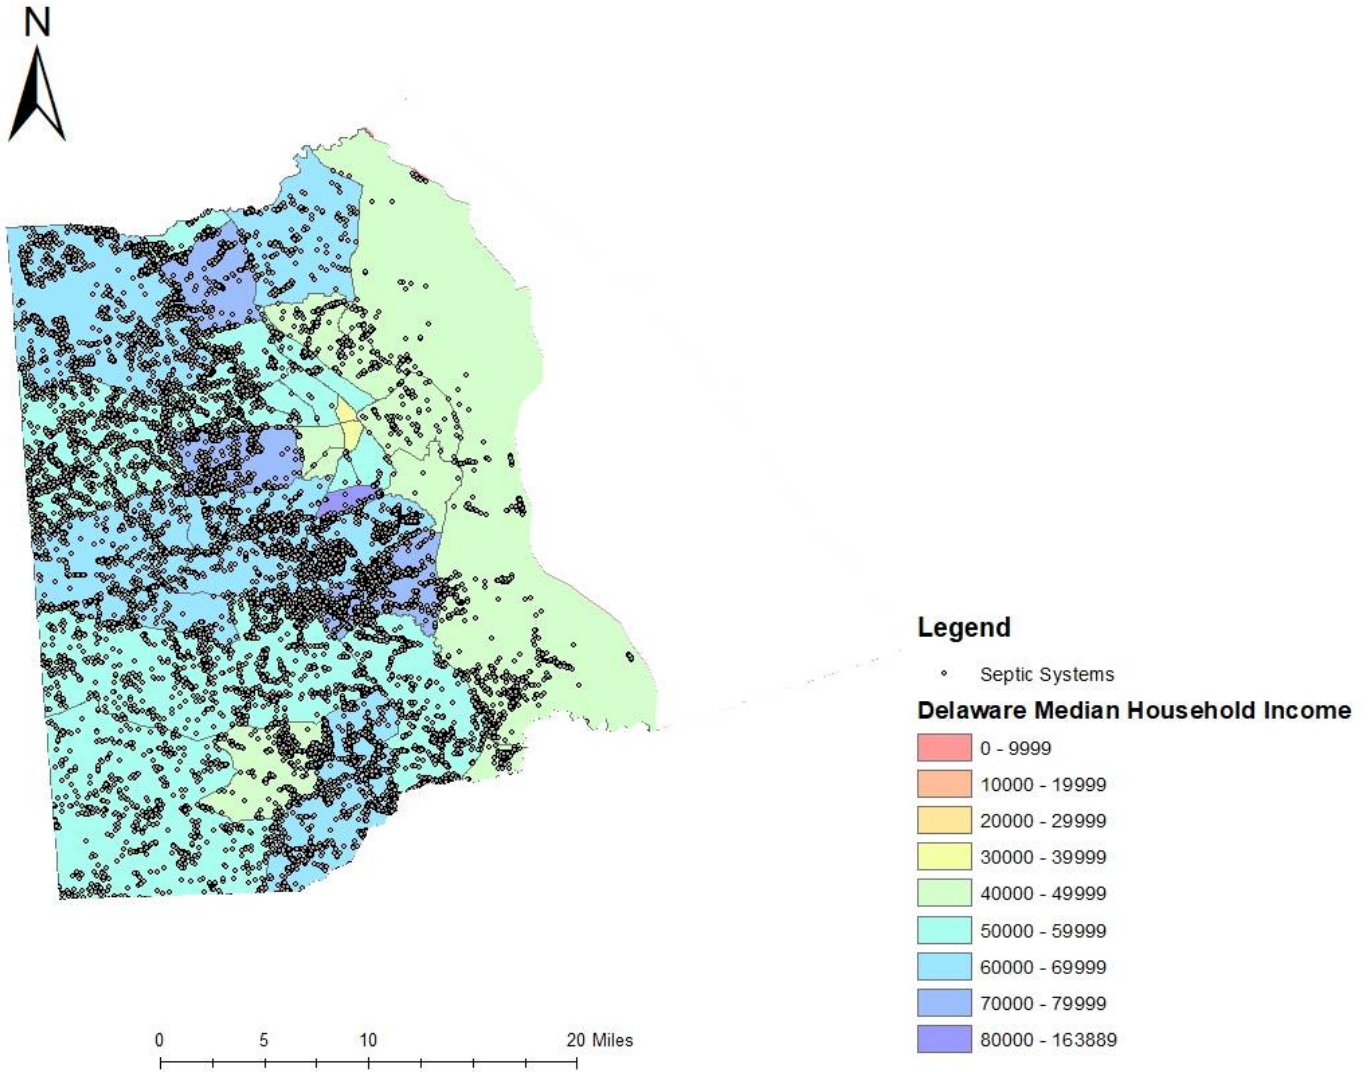 N
Legend
Septic Systems
Delaware Median Household Income
0 - 9999
10000 - 19999
20000 - 29999
30000 - 39999
40000 - 49999
50000 - 59999
60000 - 69999
70000 - 79999
80000 - 163889
0 5 10 20 Miles